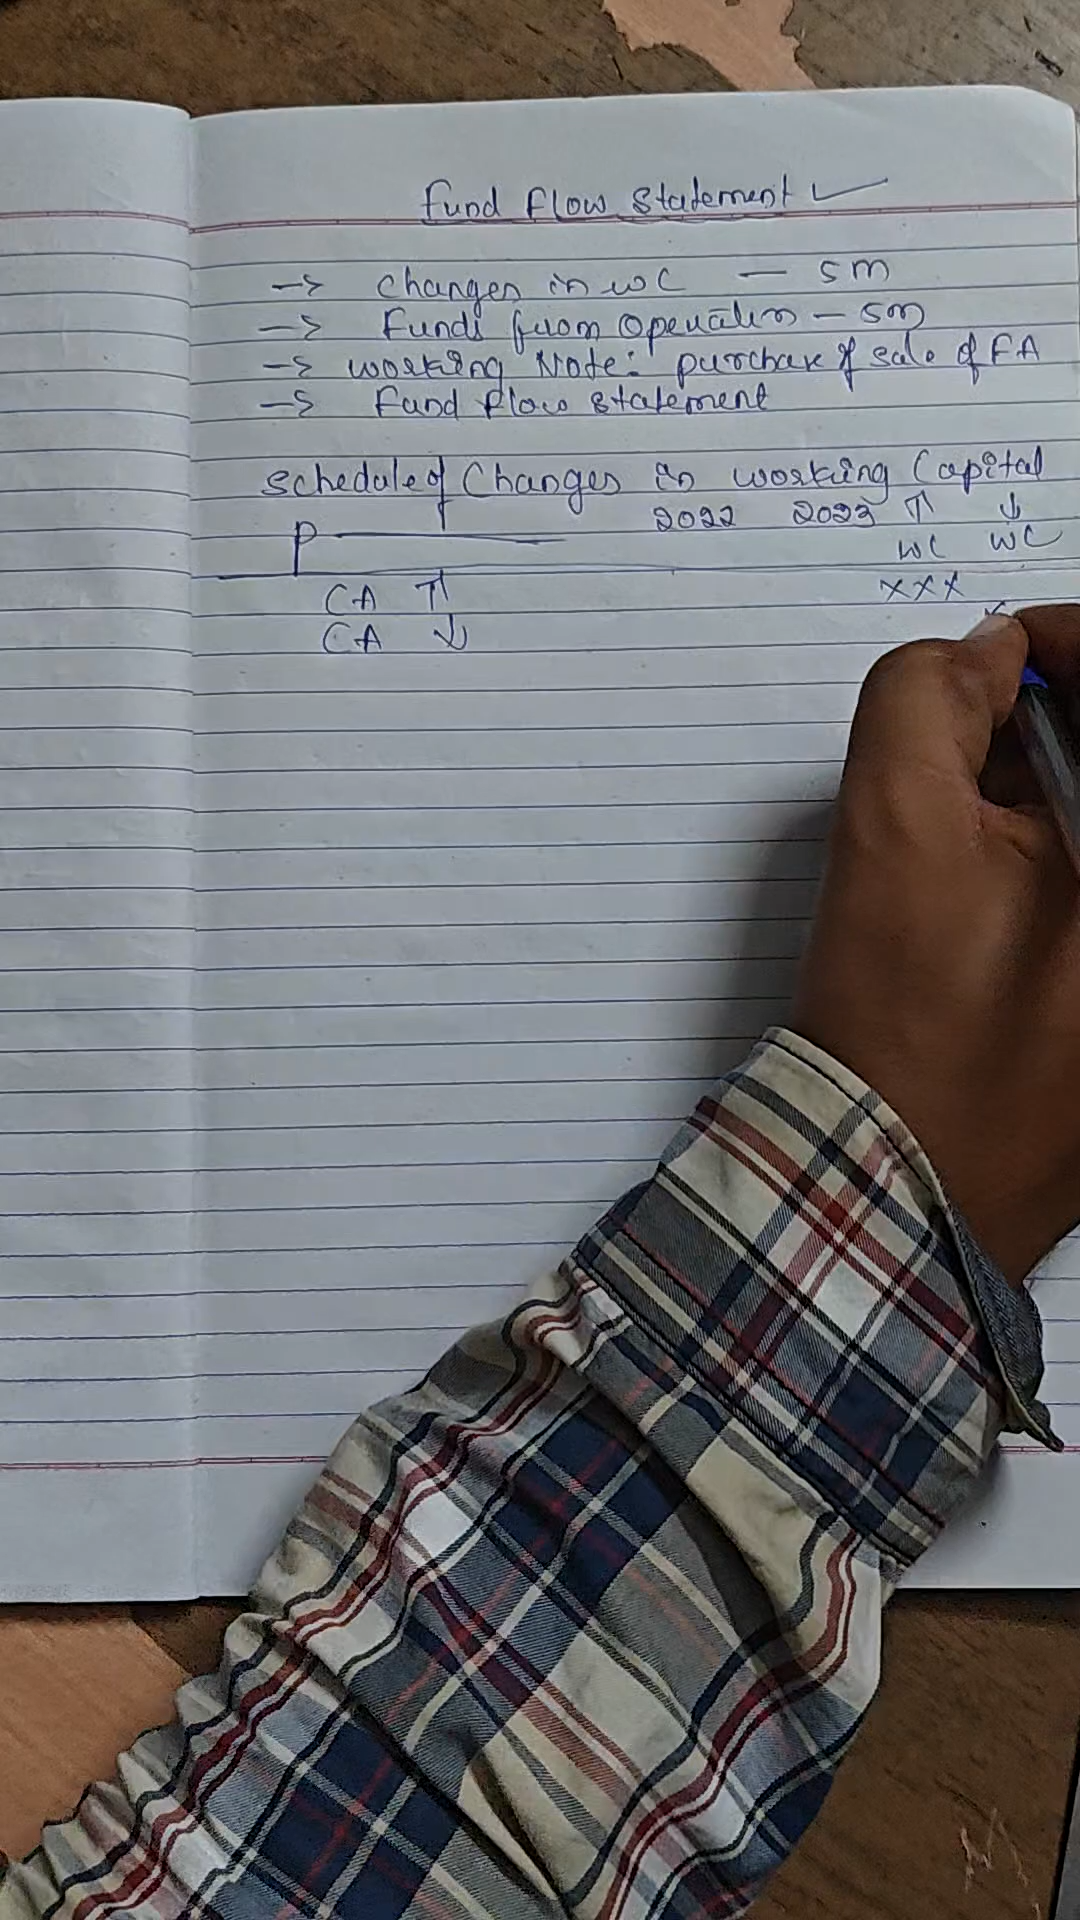 Fund Flow Statement ✓
→ Changes in WC — 5m
→ Funds from Operation — 5m
→ Working Note: purchase & sale of FA
→ Fund Flow Statement
Schedule of Changes in Working Capital
P 2022 2023 ↑ ↓
WC WC
CA ↑ xxx
CA ↓